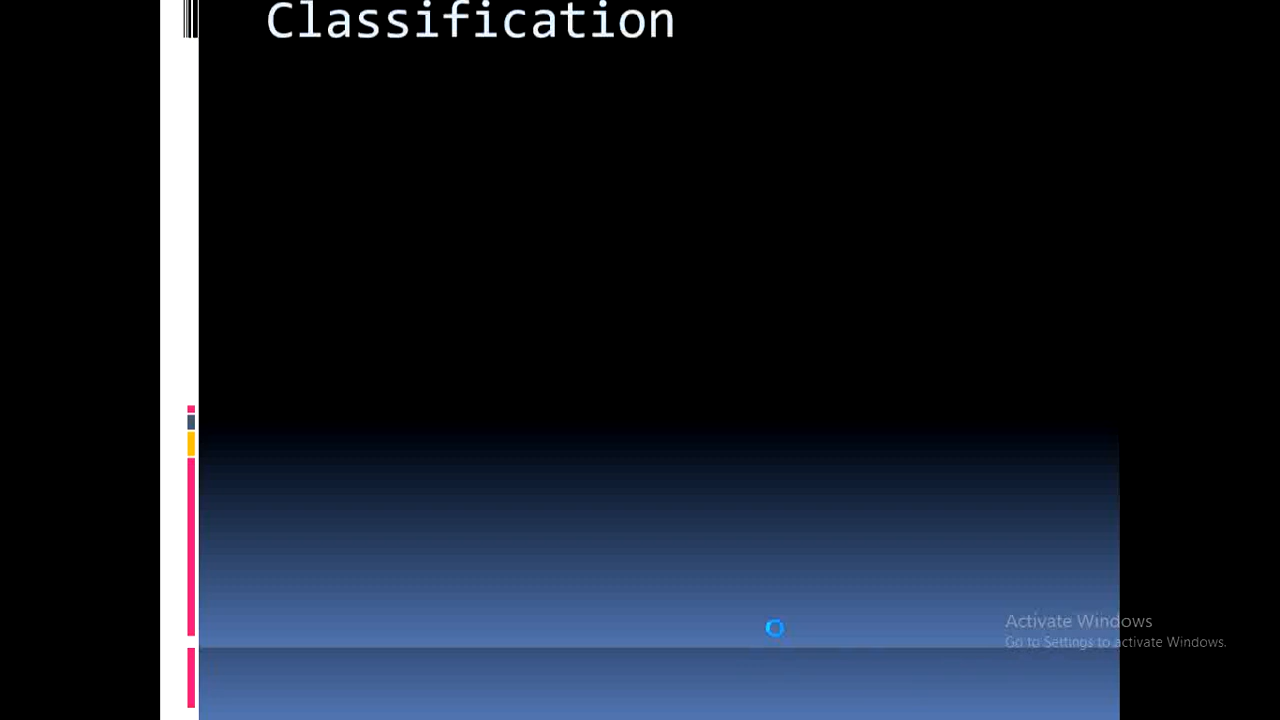 Classification
Activate Windows
Go to Settings to activate Windows.